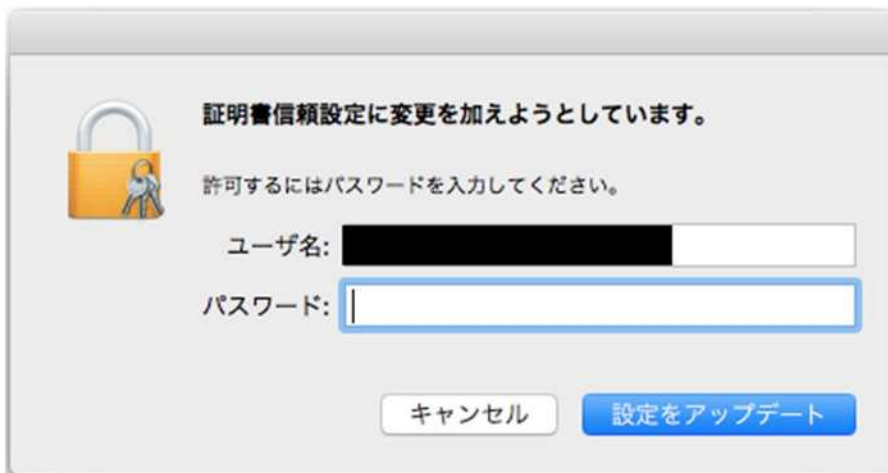 証明書信頼設定に変更を加えようとしています。
許可するにはパスワードを入力してください。
ユーザ名:
パスワード:
キャンセル
設定をアップデート